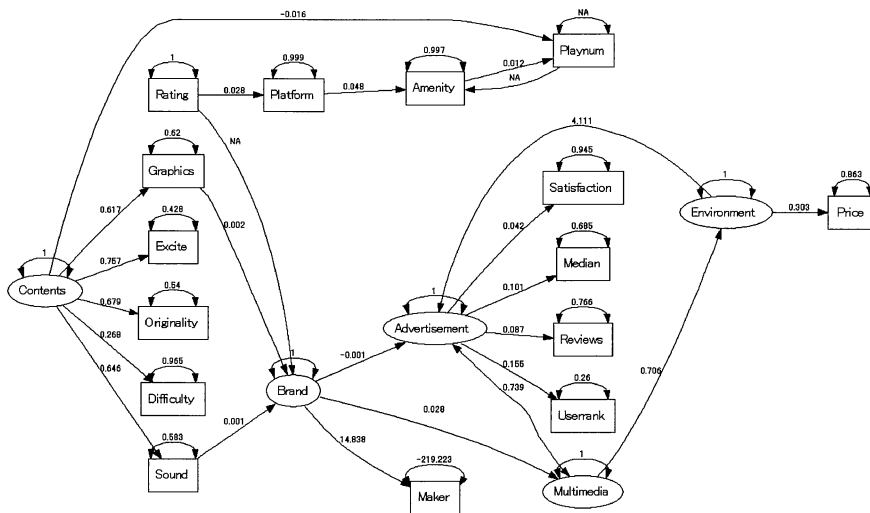 -0.016
NA
Playnum
1
0.999
0.997
0.012
Rating
0.028
Platform
0.048
Amenity
NA
NA
4.111
0.62
Graphics
0.945
Satisfaction
1
Environment
0.863
0.303
Price
0.617
0.428
0.002
0.042
Excite
0.757
0.685
Median
0.101
1
Contents
0.679
0.54
Originality
1
Advertisement
0.087
0.766
Reviews
0.268
0.965
Difficulty
0.646
1
Brand
-0.001
0.155
0.739
0.706
0.26
Userrank
0.583
Sound
0.001
0.028
14.838
1
Multimedia
-219.223
Maker